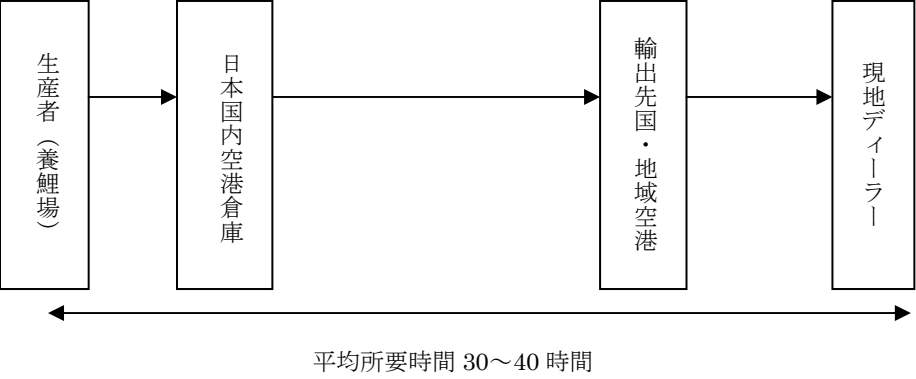 生産者（養鯉場）
日本国内空港倉庫
輸出先国・地域空港
現地ディーラー
平均所要時間 30～40 時間